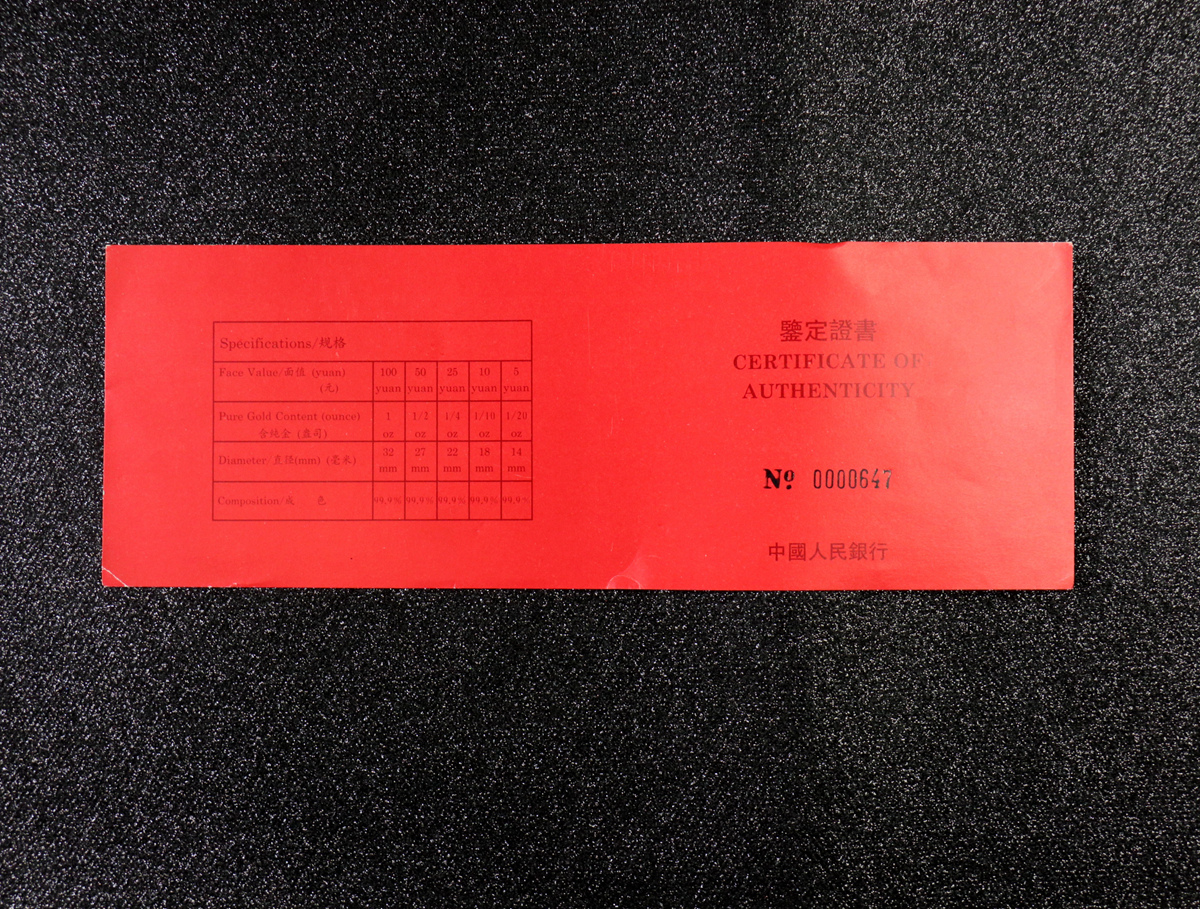 Specifications/规格
Face Value/面值 (yuan) 100 50 25 10 5
(元) yuan yuan yuan yuan yuan
Pure Gold Content (ounce) 1 1/2 1/4 1/10 1/20
含纯金 (盎司) oz oz oz oz oz
Diameter/直径(mm) (毫米) 32 27 22 18 14
mm mm mm mm mm
Composition/成 色 99.9% 99.9% 99.9% 99.9% 99.9%
鑒定證書
CERTIFICATE OF
AUTHENTICITY
Nº 0000647
中國人民銀行